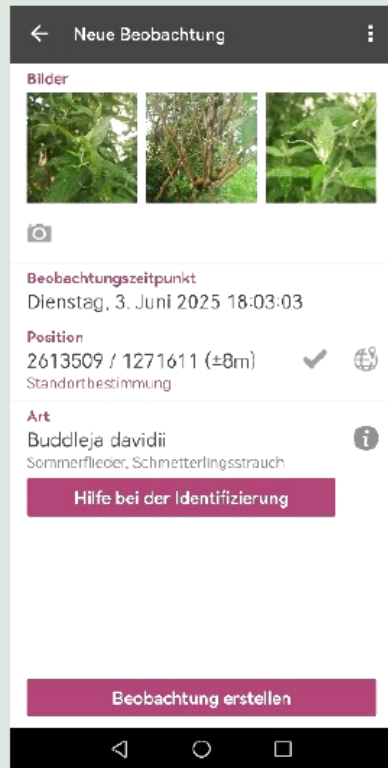 Neue Beobachtung
Bilder
Beobachtungszeitpunkt
Dienstag, 3. Juni 2025 18:03:03
Position
2613509 / 1271611 (±8m)
Standortbestimmung
Art
Buddleja davidii
Sommerflieder, Schmetterlingsstrauch
Hilfe bei der Identifizierung
Beobachtung erstellen